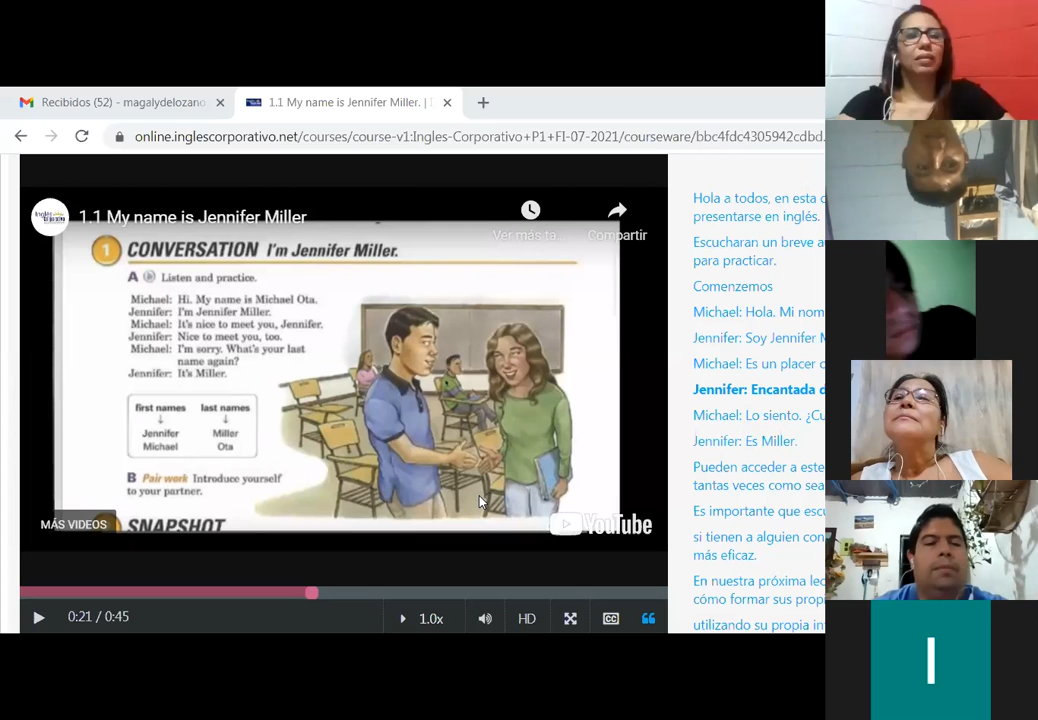 Recibidos (52) - magalydelozano
1.1 My name is Jennifer Miller. |
online.inglescorporativo.net/courses/course-v1:Ingles-Corporativo+P1+FI-07-2021/courseware/bbc4fdc4305942cdbd
1.1 My name is Jennifer Miller
Ver más ta...
Compartir
1 CONVERSATION I'm Jennifer Miller.
A Listen and practice.
Michael: Hi. My name is Michael Ota.
Jennifer: I'm Jennifer Miller.
Michael: It's nice to meet you, Jennifer.
Jennifer: Nice to meet you, too.
Michael: I'm sorry. What's your last
name again?
Jennifer: It's Miller.
first names last names
↓ ↓
Jennifer Miller
Michael Ota
B Pair work Introduce yourself
to your partner.
SNAPSHOT
MÁS VIDEOS
YouTube
0:21 / 0:45
1.0x
HD
CC
Hola a todos, en esta
presentarse en inglés.
Escucharan un breve
para practicar.
Comenzemos
Michael: Hola. Mi nom
Jennifer: Soy Jennifer
Michael: Es un placer
Jennifer: Encantada
Michael: Lo siento.
Jennifer: Es Miller.
Pueden acceder a este
tantas veces como sea
Es importante que
si tienen a alguien con
más eficaz.
En nuestra próxima
cómo formar sus
utilizando su propia
I